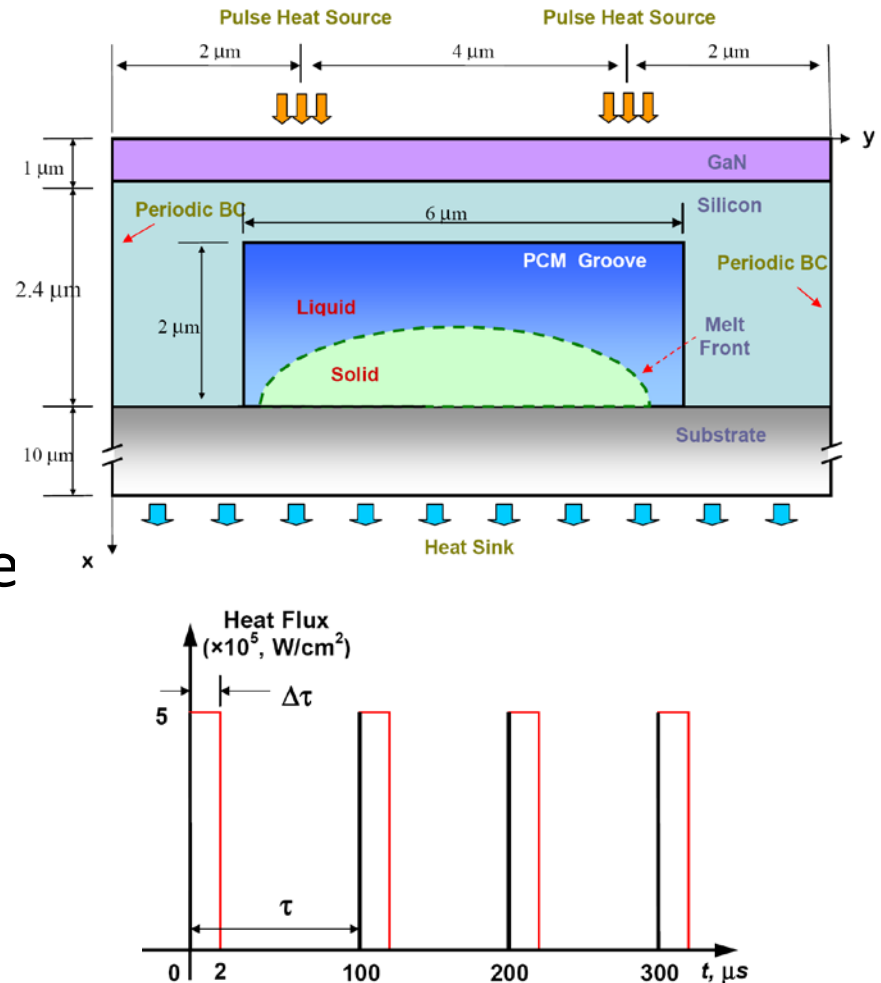 Pulse Heat Source
Pulse Heat Source
2 μm
4 μm
2 μm
y
1 μm
GaN
Periodic BC
Silicon
6 μm
PCM Groove
Periodic BC
2.4 μm
Liquid
2 μm
Melt
Front
Solid
Substrate
10 μm
Heat Sink
x
e
Heat Flux
(×10⁵, W/cm²)
Δτ
5
τ
0
2
100
200
300
t, μs